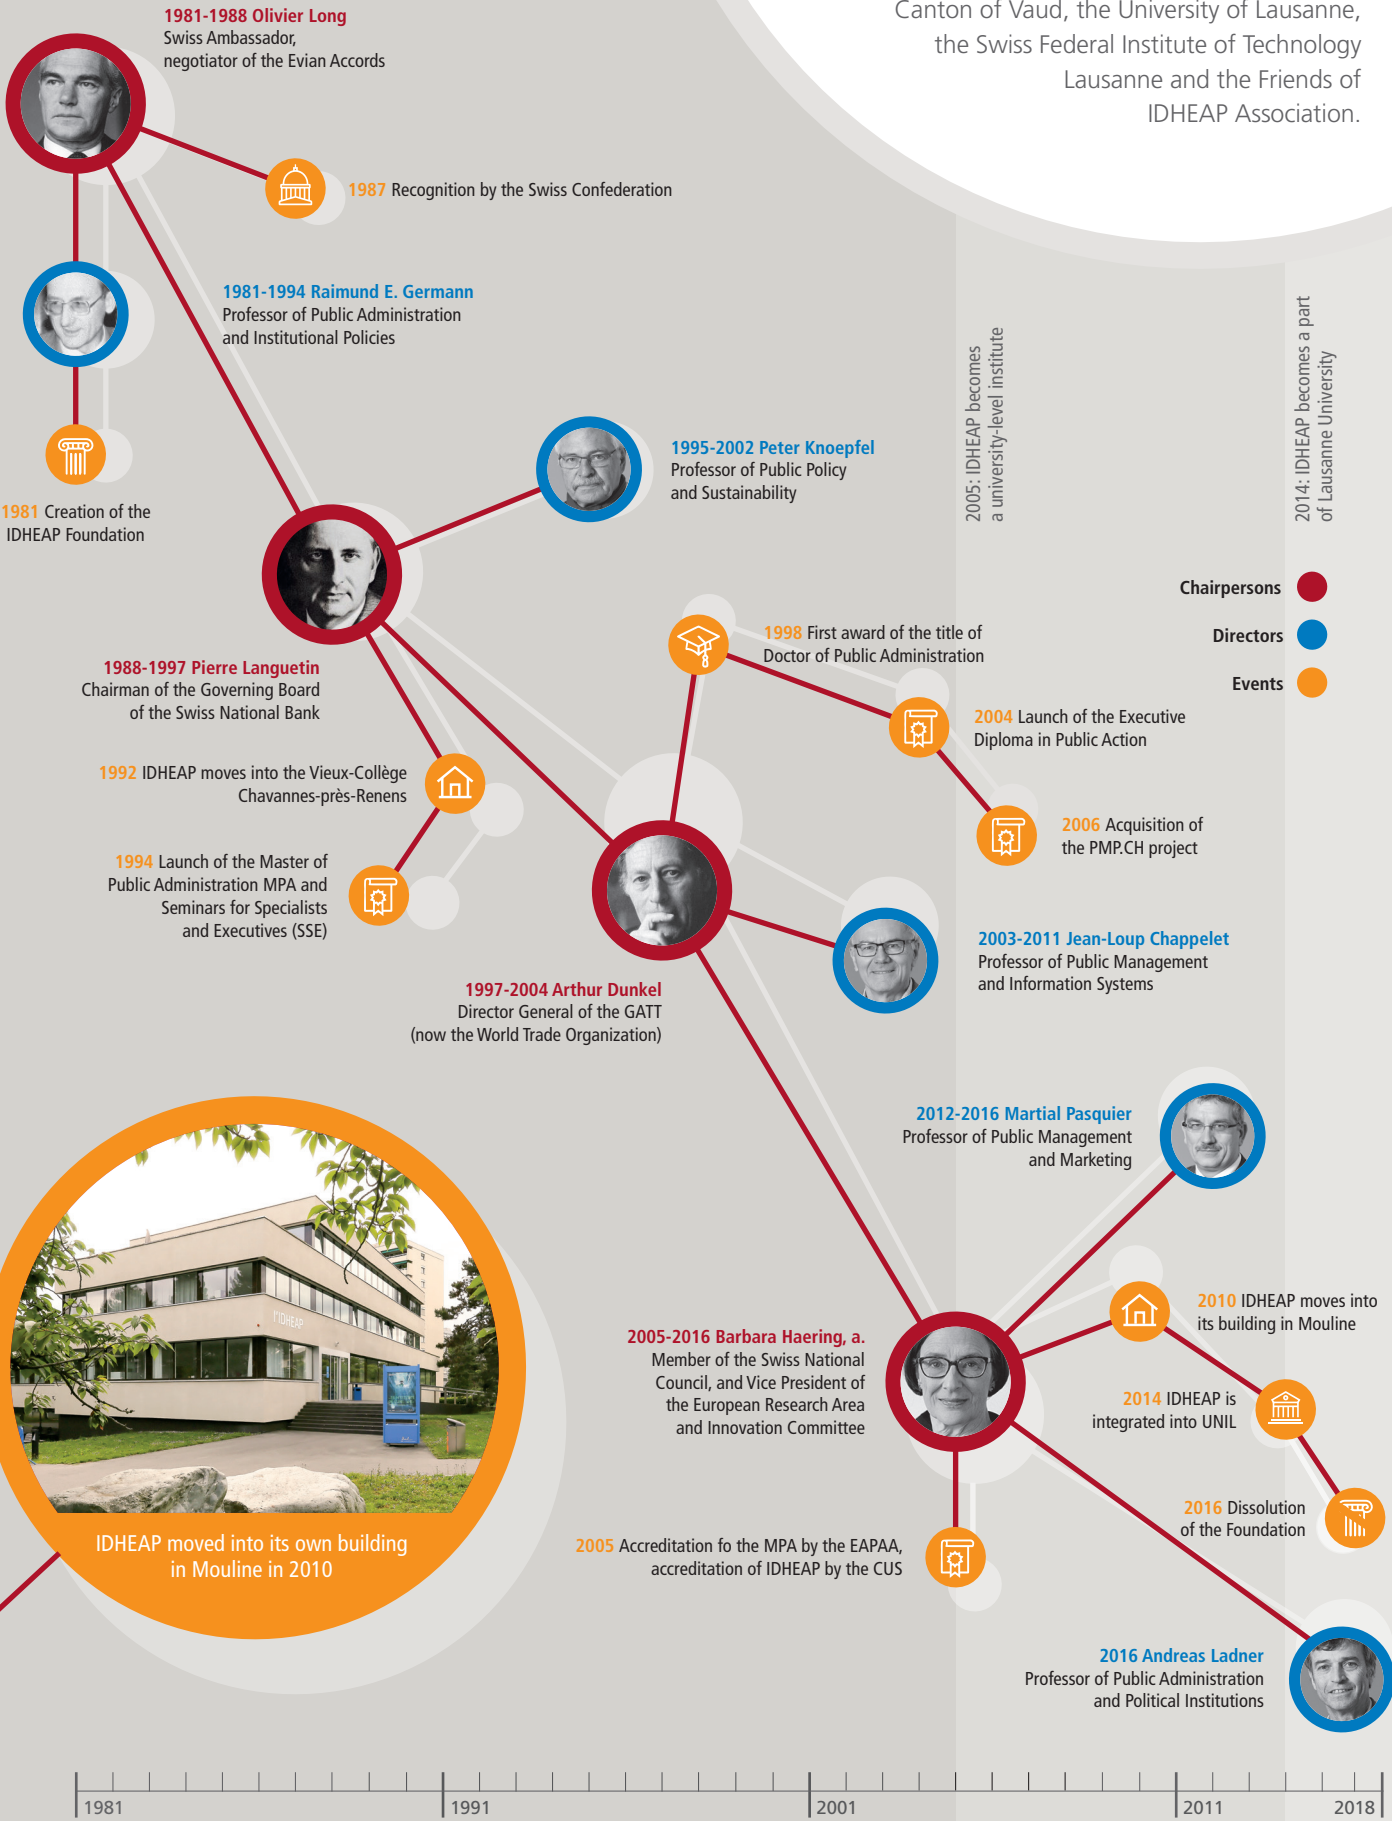 Canton of Vaud, the University of Lausanne,
the Swiss Federal Institute of Technology
Lausanne and the Friends of
IDHEAP Association.
1981-1988 Olivier Long
Swiss Ambassador,
negotiator of the Evian Accords
1987 Recognition by the Swiss Confederation
1981-1994 Raimund E. Germann
Professor of Public Administration
and Institutional Policies
2005: IDHEAP becomes
a university-level institute
2014: IDHEAP becomes a part
of Lausanne University
1995-2002 Peter Knoepfel
Professor of Public Policy
and Sustainability
1981 Creation of the
IDHEAP Foundation
Chairpersons
Directors
Events
1988-1997 Pierre Languetin
Chairman of the Governing Board
of the Swiss National Bank
1998 First award of the title of
Doctor of Public Administration
2004 Launch of the Executive
Diploma in Public Action
1992 IDHEAP moves into the Vieux-Collège
Chavannes-près-Renens
2006 Acquisition of
the PMP.CH project
1994 Launch of the Master of
Public Administration MPA and
Seminars for Specialists
and Executives (SSE)
2003-2011 Jean-Loup Chappelet
Professor of Public Management
and Information Systems
1997-2004 Arthur Dunkel
Director General of the GATT
(now the World Trade Organization)
2012-2016 Martial Pasquier
Professor of Public Management
and Marketing
2010 IDHEAP moves into
its building in Mouline
l'IDHEAP
2005-2016 Barbara Haering, a.
Member of the Swiss National
Council, and Vice President of
the European Research Area
and Innovation Committee
2014 IDHEAP is
integrated into UNIL
2016 Dissolution
of the Foundation
IDHEAP moved into its own building
in Mouline in 2010
2005 Accreditation fo the MPA by the EAPAA,
accreditation of IDHEAP by the CUS
2016 Andreas Ladner
Professor of Public Administration
and Political Institutions
1981
1991
2001
2011
2018